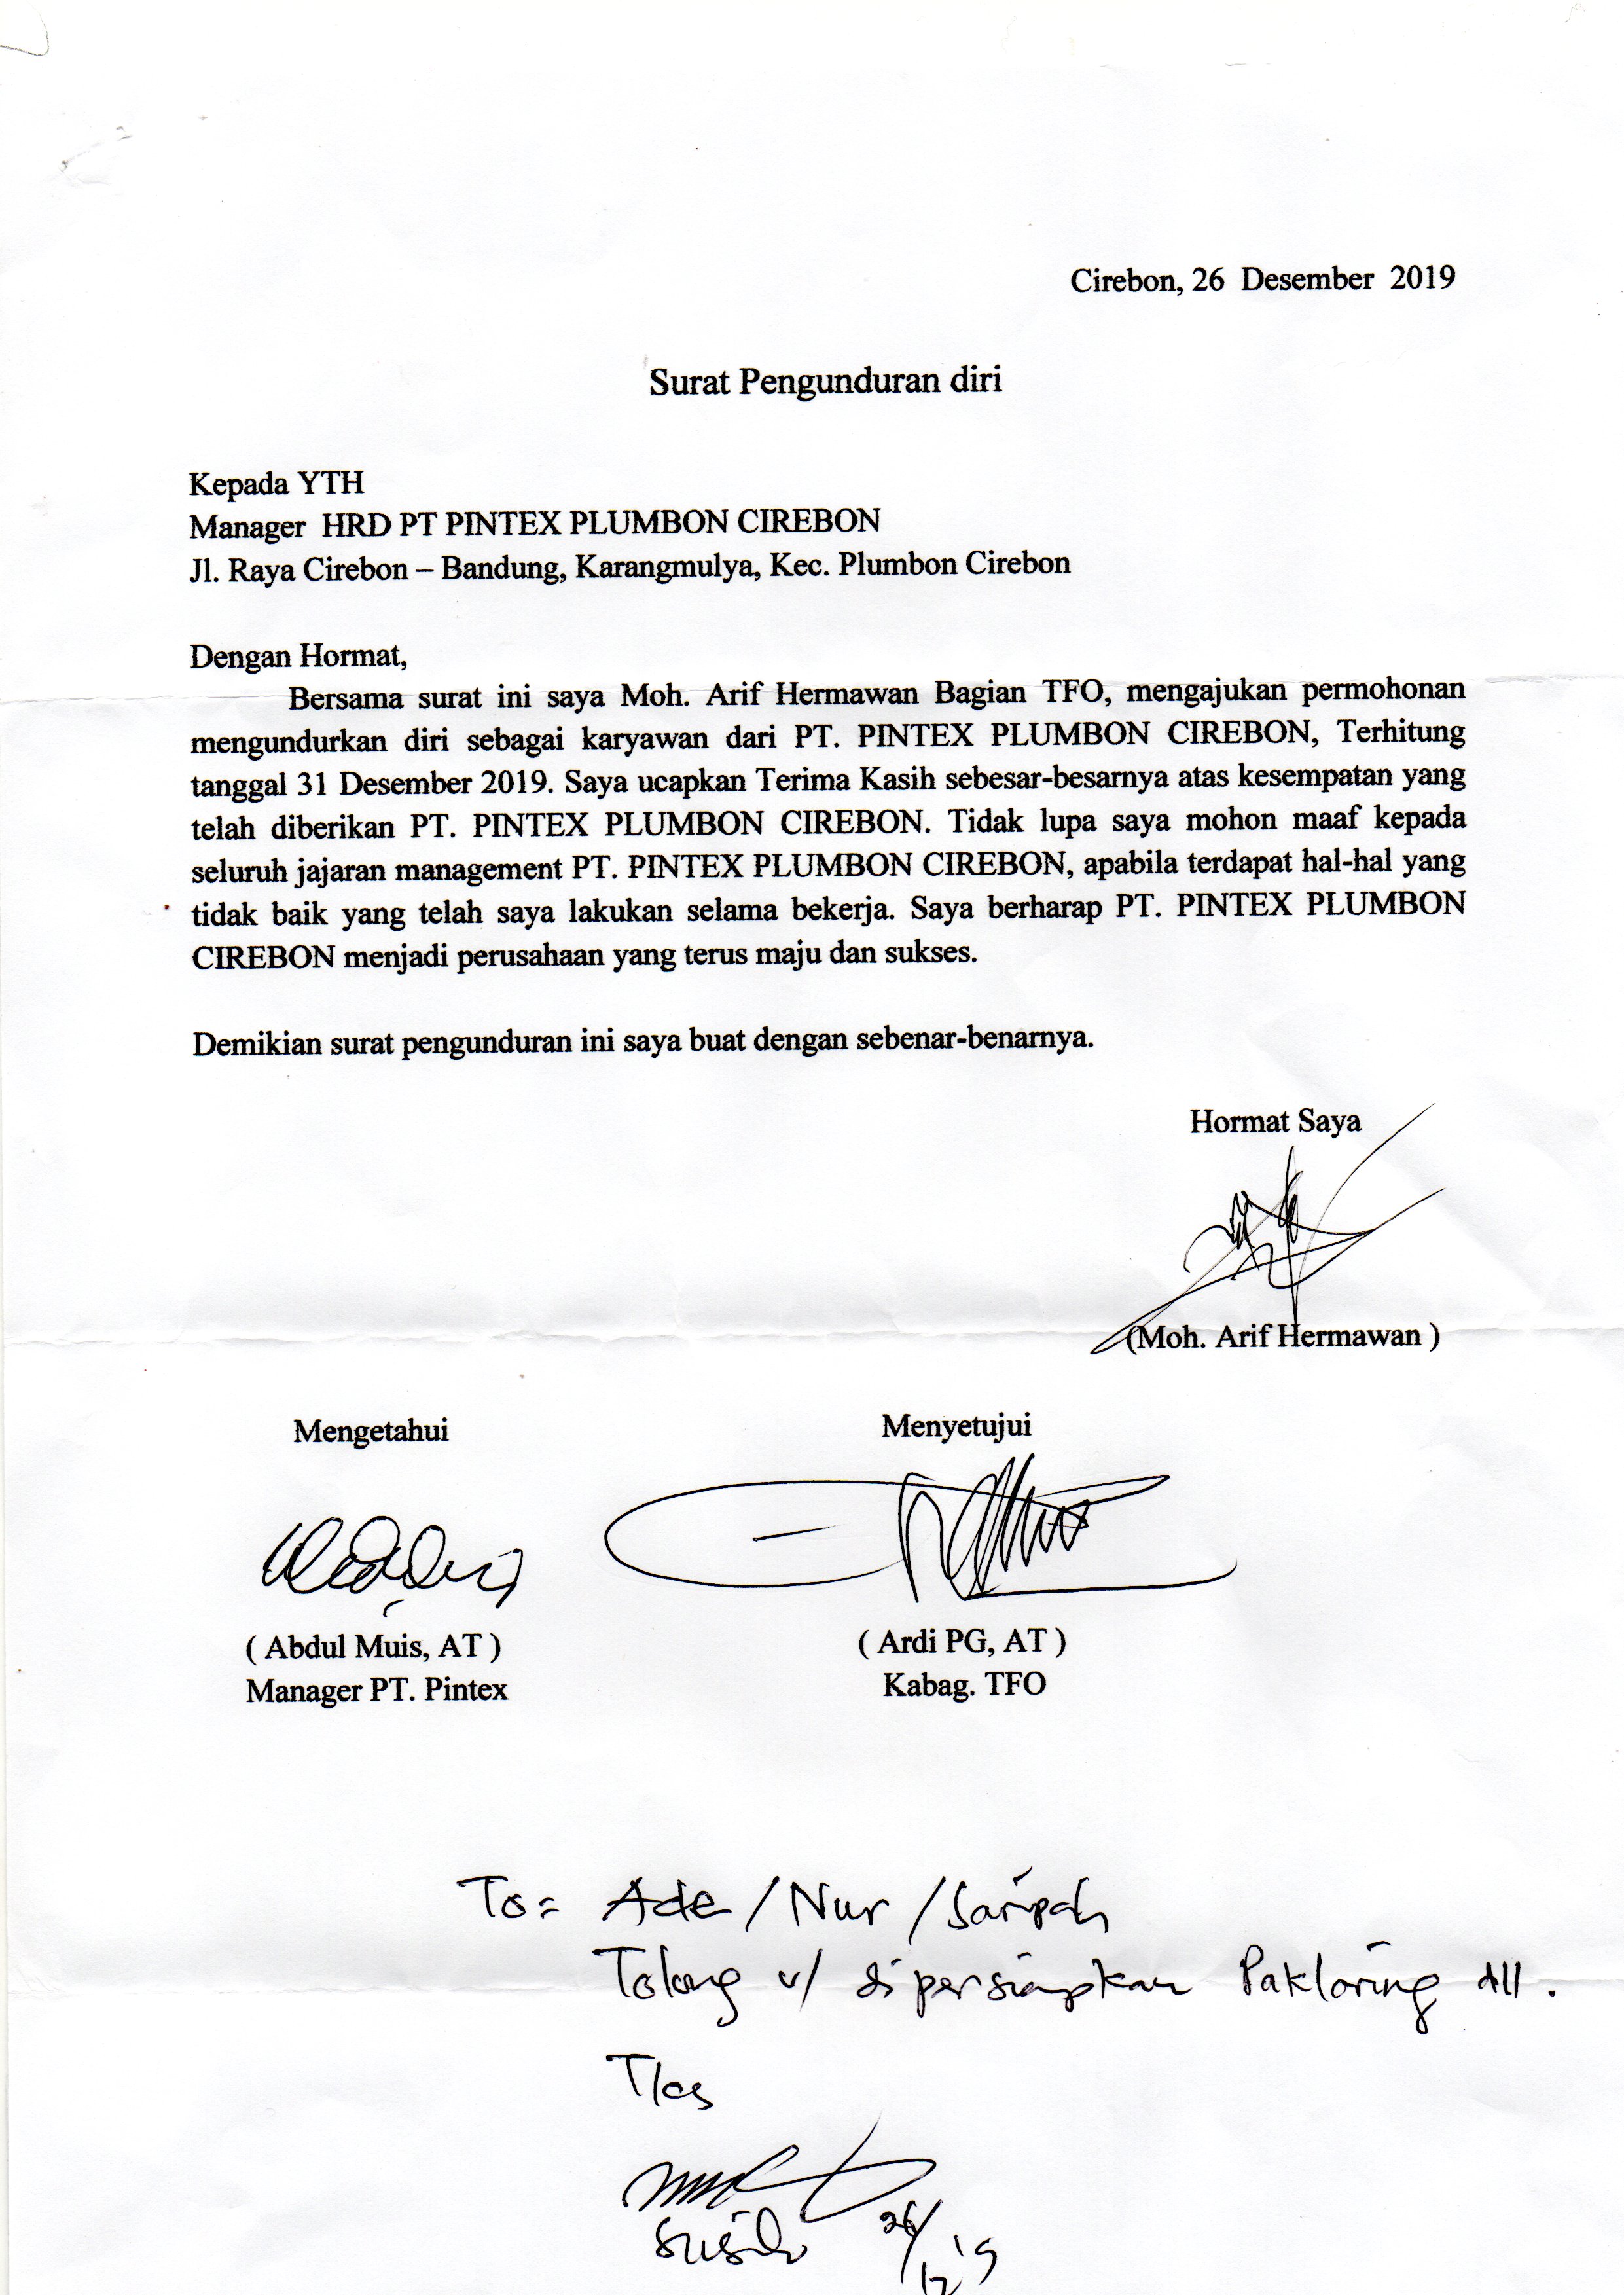 Cirebon, 26 Desember 2019
Surat Pengunduran diri
Kepada YTH
Manager HRD PT PINTEX PLUMBON CIREBON
Jl. Raya Cirebon – Bandung, Karangmulya, Kec. Plumbon Cirebon
Dengan Hormat,
Bersama surat ini saya Moh. Arif Hermawan Bagian TFO, mengajukan permohonan
mengundurkan diri sebagai karyawan dari PT. PINTEX PLUMBON CIREBON, Terhitung
tanggal 31 Desember 2019. Saya ucapkan Terima Kasih sebesar-besarnya atas kesempatan yang
telah diberikan PT. PINTEX PLUMBON CIREBON. Tidak lupa saya mohon maaf kepada
seluruh jajaran management PT. PINTEX PLUMBON CIREBON, apabila terdapat hal-hal yang
tidak baik yang telah saya lakukan selama bekerja. Saya berharap PT. PINTEX PLUMBON
CIREBON menjadi perusahaan yang terus maju dan sukses.
Demikian surat pengunduran ini saya buat dengan sebenar-benarnya.
Hormat Saya
(Moh. Arif Hermawan )
Mengetahui Menyetujui
( Abdul Muis, AT ) ( Ardi PG, AT )
Manager PT. Pintex Kabag. TFO
To = Ade / Nur / Saripah
Tolong u/ dipersiapkan Pakloring dll.
Tks
Susilo 26/12 '19